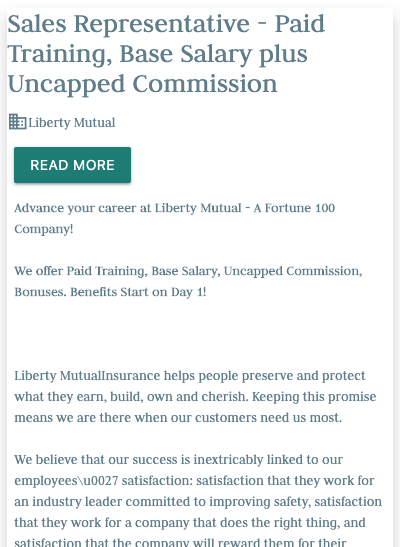 Sales Representative - Paid
Training, Base Salary plus
Uncapped Commission
Liberty Mutual
READ MORE
Advance your career at Liberty Mutual - A Fortune 100
Company!
We offer Paid Training, Base Salary, Uncapped Commission,
Bonuses. Benefits Start on Day 1!
Liberty MutualInsurance helps people preserve and protect
what they earn, build, own and cherish. Keeping this promise
means we are there when our customers need us most.
We believe that our success is inextricably linked to our
employees\u0027 satisfaction: satisfaction that they work for
an industry leader committed to improving safety, satisfaction
that they work for a company that does the right thing, and
satisfaction that the company will reward them for their